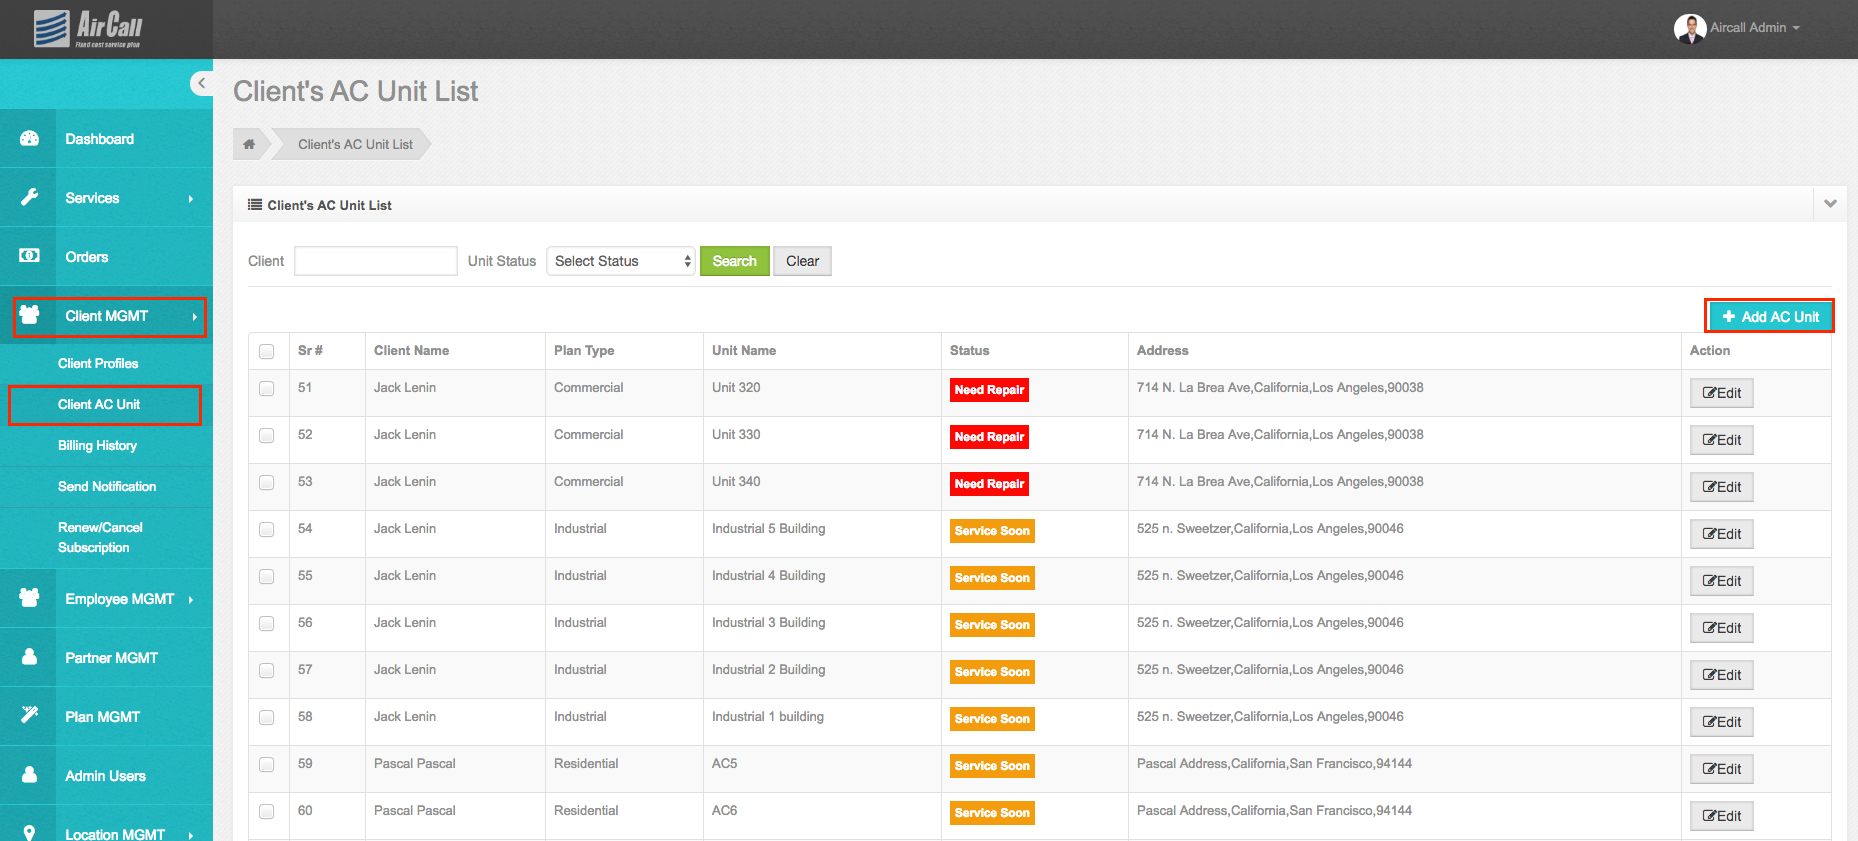 AirCall
Fixed cost service plan
Aircall Admin
Client's AC Unit List
Client's AC Unit List
Dashboard
Services
Orders
Client MGMT
Client Profiles
Client AC Unit
Billing History
Send Notification
Renew/Cancel
Subscription
Employee MGMT
Partner MGMT
Plan MGMT
Admin Users
Location MGMT
Client's AC Unit List
Client Unit Status Select Status Search Clear
+ Add AC Unit
Sr # Client Name Plan Type Unit Name Status Address Action
51 Jack Lenin Commercial Unit 320 Need Repair 714 N. La Brea Ave,California,Los Angeles,90038 Edit
52 Jack Lenin Commercial Unit 330 Need Repair 714 N. La Brea Ave,California,Los Angeles,90038 Edit
53 Jack Lenin Commercial Unit 340 Need Repair 714 N. La Brea Ave,California,Los Angeles,90038 Edit
54 Jack Lenin Industrial Industrial 5 Building Service Soon 525 n. Sweetzer,California,Los Angeles,90046 Edit
55 Jack Lenin Industrial Industrial 4 Building Service Soon 525 n. Sweetzer,California,Los Angeles,90046 Edit
56 Jack Lenin Industrial Industrial 3 Building Service Soon 525 n. Sweetzer,California,Los Angeles,90046 Edit
57 Jack Lenin Industrial Industrial 2 Building Service Soon 525 n. Sweetzer,California,Los Angeles,90046 Edit
58 Jack Lenin Industrial Industrial 1 building Service Soon 525 n. Sweetzer,California,Los Angeles,90046 Edit
59 Pascal Pascal Residential AC5 Service Soon Pascal Address,California,San Francisco,94144 Edit
60 Pascal Pascal Residential AC6 Service Soon Pascal Address,California,San Francisco,94144 Edit